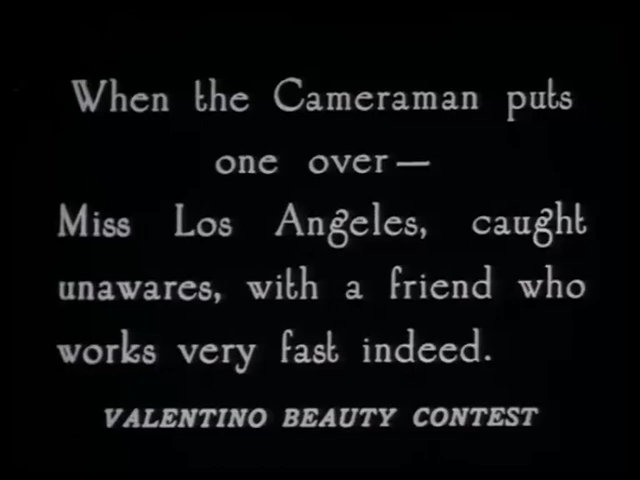 When the Cameraman puts
one over—
Miss Los Angeles, caught
unawares, with a friend who
works very fast indeed.
VALENTINO BEAUTY CONTEST